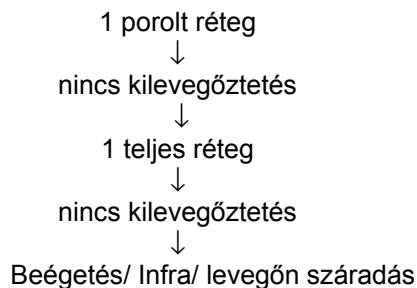 1 porolt réteg
↓
nincs kilevegőztetés
↓
1 teljes réteg
↓
nincs kilevegőztetés
↓
Beégetés/ Infra/ levegőn száradás